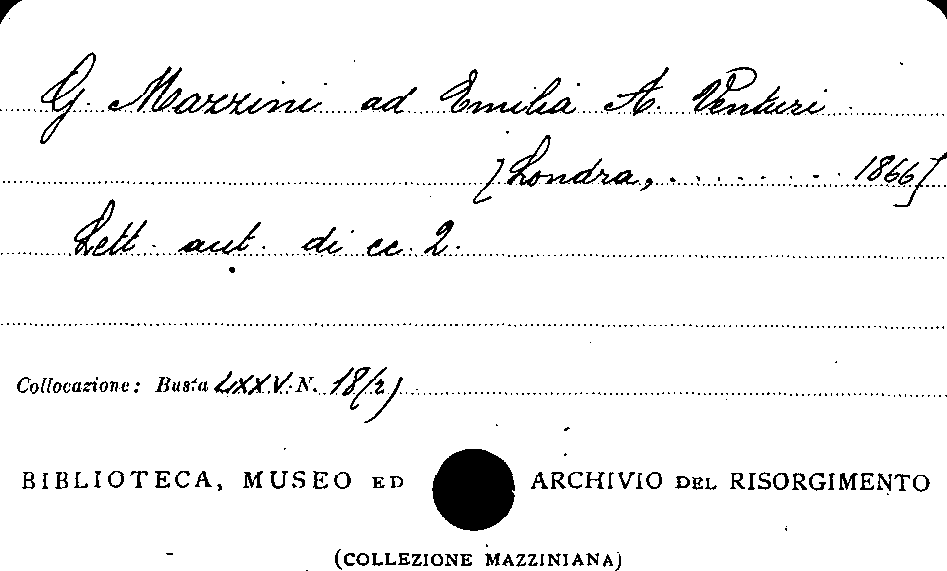 G. Mazzini ad Emilia A. Venturi.
[Londra, . . . . . . . . 1866]
Lett. aut. di cc. 2.
Collocazione: Busta LXXV. N. 18(2)
BIBLIOTECA, MUSEO ED ARCHIVIO DEL RISORGIMENTO
(COLLEZIONE MAZZINIANA)